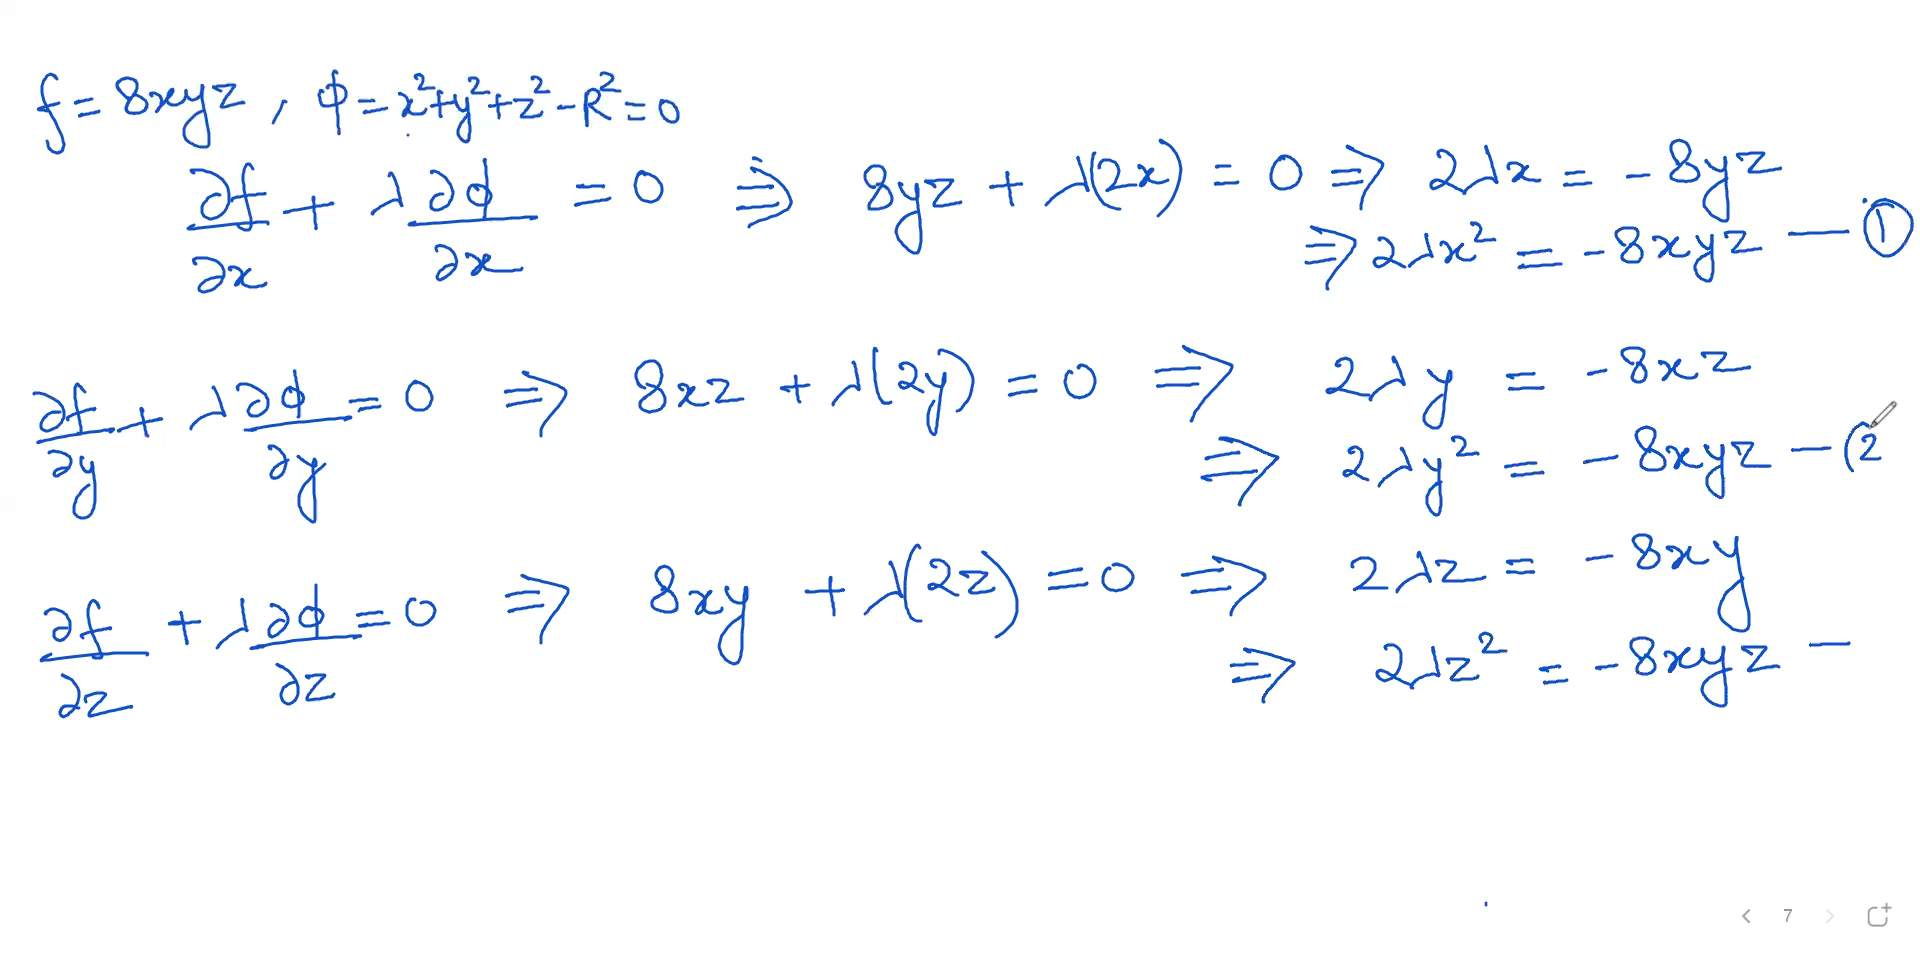 f = 8xyz , ϕ = x²+y²+z²-R² = 0
∂f/∂x + λ ∂ϕ/∂x = 0 ⇒ 8yz + λ(2x) = 0 ⇒ 2λx = -8yz
⇒ 2λx² = -8xyz — ①
∂f/∂y + λ ∂ϕ/∂y = 0 ⇒ 8xz + λ(2y) = 0 ⇒ 2λy = -8xz
⇒ 2λy² = -8xyz — (2
∂f/∂z + λ ∂ϕ/∂z = 0 ⇒ 8xy + λ(2z) = 0 ⇒ 2λz = -8xy
⇒ 2λz² = -8xyz —
< 7 >